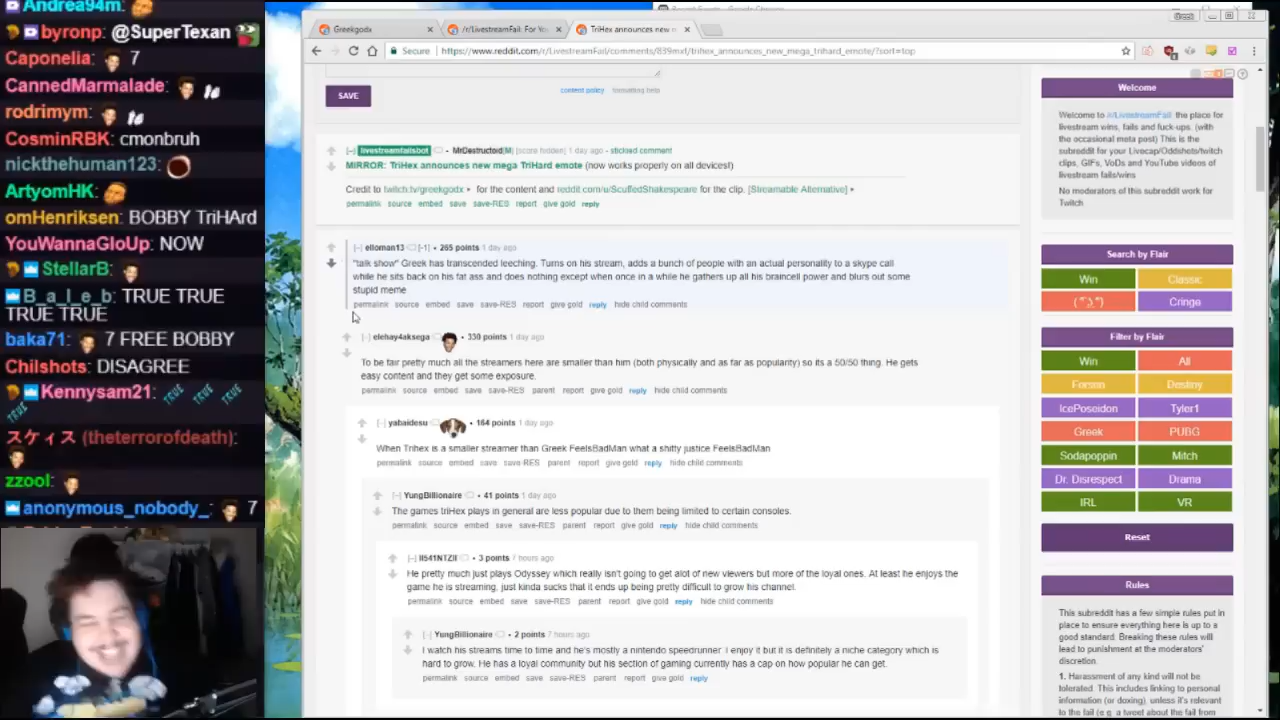 Andrea94m:
byronp: @SuperTexan
Caponella: 7
CannedMarmalade:
rodrimym:
CosminRBK: cmonbruh
nickthehuman123:
ArtyomHK:
omHenriksen: BOBBY TriHArd
YouWannaGloUp: NOW
StellarB:
B_a_l_e_b: TRUE TRUE
TRUE TRUE
baka71: 7 FREE BOBBY
Chilshots: DISAGREE
Kennysam21:
スケィス (theterrorofdeath):
zzool:
anonymous_nobody_: 7
Greekgodx
/r/LivestreamFail: For Yo
TriHex announces new m
Secure
https://www.reddit.com/r/LivestreamFail/comments/839mxf/trihex_announces_new_mega_trihard_emote/?sort=top
content policy formatting help
SAVE
[–] livestreamfailsbot MrDestructoid[M] [score hidden] 1 day ago - stickied comment
MIRROR: TriHex announces new mega TriHard emote (now works properly on all devices!)
Credit to twitch.tv/greekgodx for the content and reddit.com/u/ScuffedShakespeare for the clip. [Streamable Alternative]
permalink source embed save save-RES report give gold reply
[–] elloman13 [-1] • 265 points 1 day ago
"talk show" Greek has transcended leeching. Turns on his stream, adds a bunch of people with an actual personality to a skype call
while he sits back on his fat ass and does nothing except when once in a while he gathers up all his braincell power and blurs out some
stupid meme
permalink source embed save save-RES report give gold reply hide child comments
[–] elehay4aksega • 330 points 1 day ago
To be fair pretty much all the streamers here are smaller than him (both physically and as far as popularity) so its a 50/50 thing. He gets
easy content and they get some exposure.
permalink source embed save save-RES parent report give gold reply hide child comments
[–] yabaidesu • 164 points 1 day ago
When Trihex is a smaller streamer than Greek FeelsBadMan what a shitty justice FeelsBadMan
permalink source embed save save-RES parent report give gold reply hide child comments
[–] YungBillionaire • 41 points 1 day ago
The games triHex plays in general are less popular due to them being limited to certain consoles.
permalink source embed save save-RES parent report give gold reply hide child comments
[–] II541NTZII • 3 points 7 hours ago
He pretty much just plays Odyssey which really isn't going to get alot of new viewers but more of the loyal ones. At least he enjoys the
game he is streaming, just kinda sucks that it ends up being pretty difficult to grow his channel.
permalink source embed save save-RES parent report give gold reply hide child comments
[–] YungBillionaire • 2 points 7 hours ago
I watch his streams time to time and he's mostly a nintendo speedrunner. I enjoy it but it is definitely a niche category which is
hard to grow. He has a loyal community but his section of gaming currently has a cap on how popular he can get.
permalink source embed save save-RES parent report give gold reply
Welcome
Welcome to /r/LivestreamFail: the place for
livestream wins, fails and fuck-ups. (with
the occasional meta post) This is the
subreddit for your Livecap/Oddshots/twitch
clips, GIFs, VoDs and YouTube videos of
livestream fails/wins
No moderators of this subreddit work for
Twitch
Search by Flair
Win
Classic
Cringe
Filter by Flair
Win
All
Forsen
Destiny
IcePoseidon
Tyler1
Greek
PUBG
Sodapoppin
Mitch
Dr. Disrespect
Drama
IRL
VR
Reset
Rules
This subreddit has a few simple rules put in
place to ensure everything here is up to a
good standard. Breaking these rules will
lead to punishment at the moderators'
discretion.
1. Harassment of any kind will not be
tolerated. This includes linking to personal
information (or doxing), unless it's relevant
to the fail (e.g. a tweet about the fail from